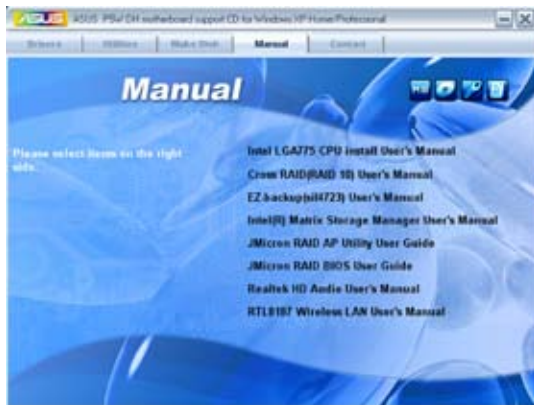 ASUS ASUS P5W DH motherboard support CD for Windows XP Home/Professional
Drivers Utilities Make Disk Manual Contact
Manual
Please select items on the right
side.
Intel LGA775 CPU install User's Manual
Cross RAID(RAID 10) User's Manual
EZ-backup(sil4723) User's Manual
Intel(R) Matrix Storage Manager User's Manual
JMicron RAID AP Utility User Guide
JMicron RAID BIOS User Guide
Realtek HD Audio User's Manual
RTL8187 Wireless LAN User's Manual